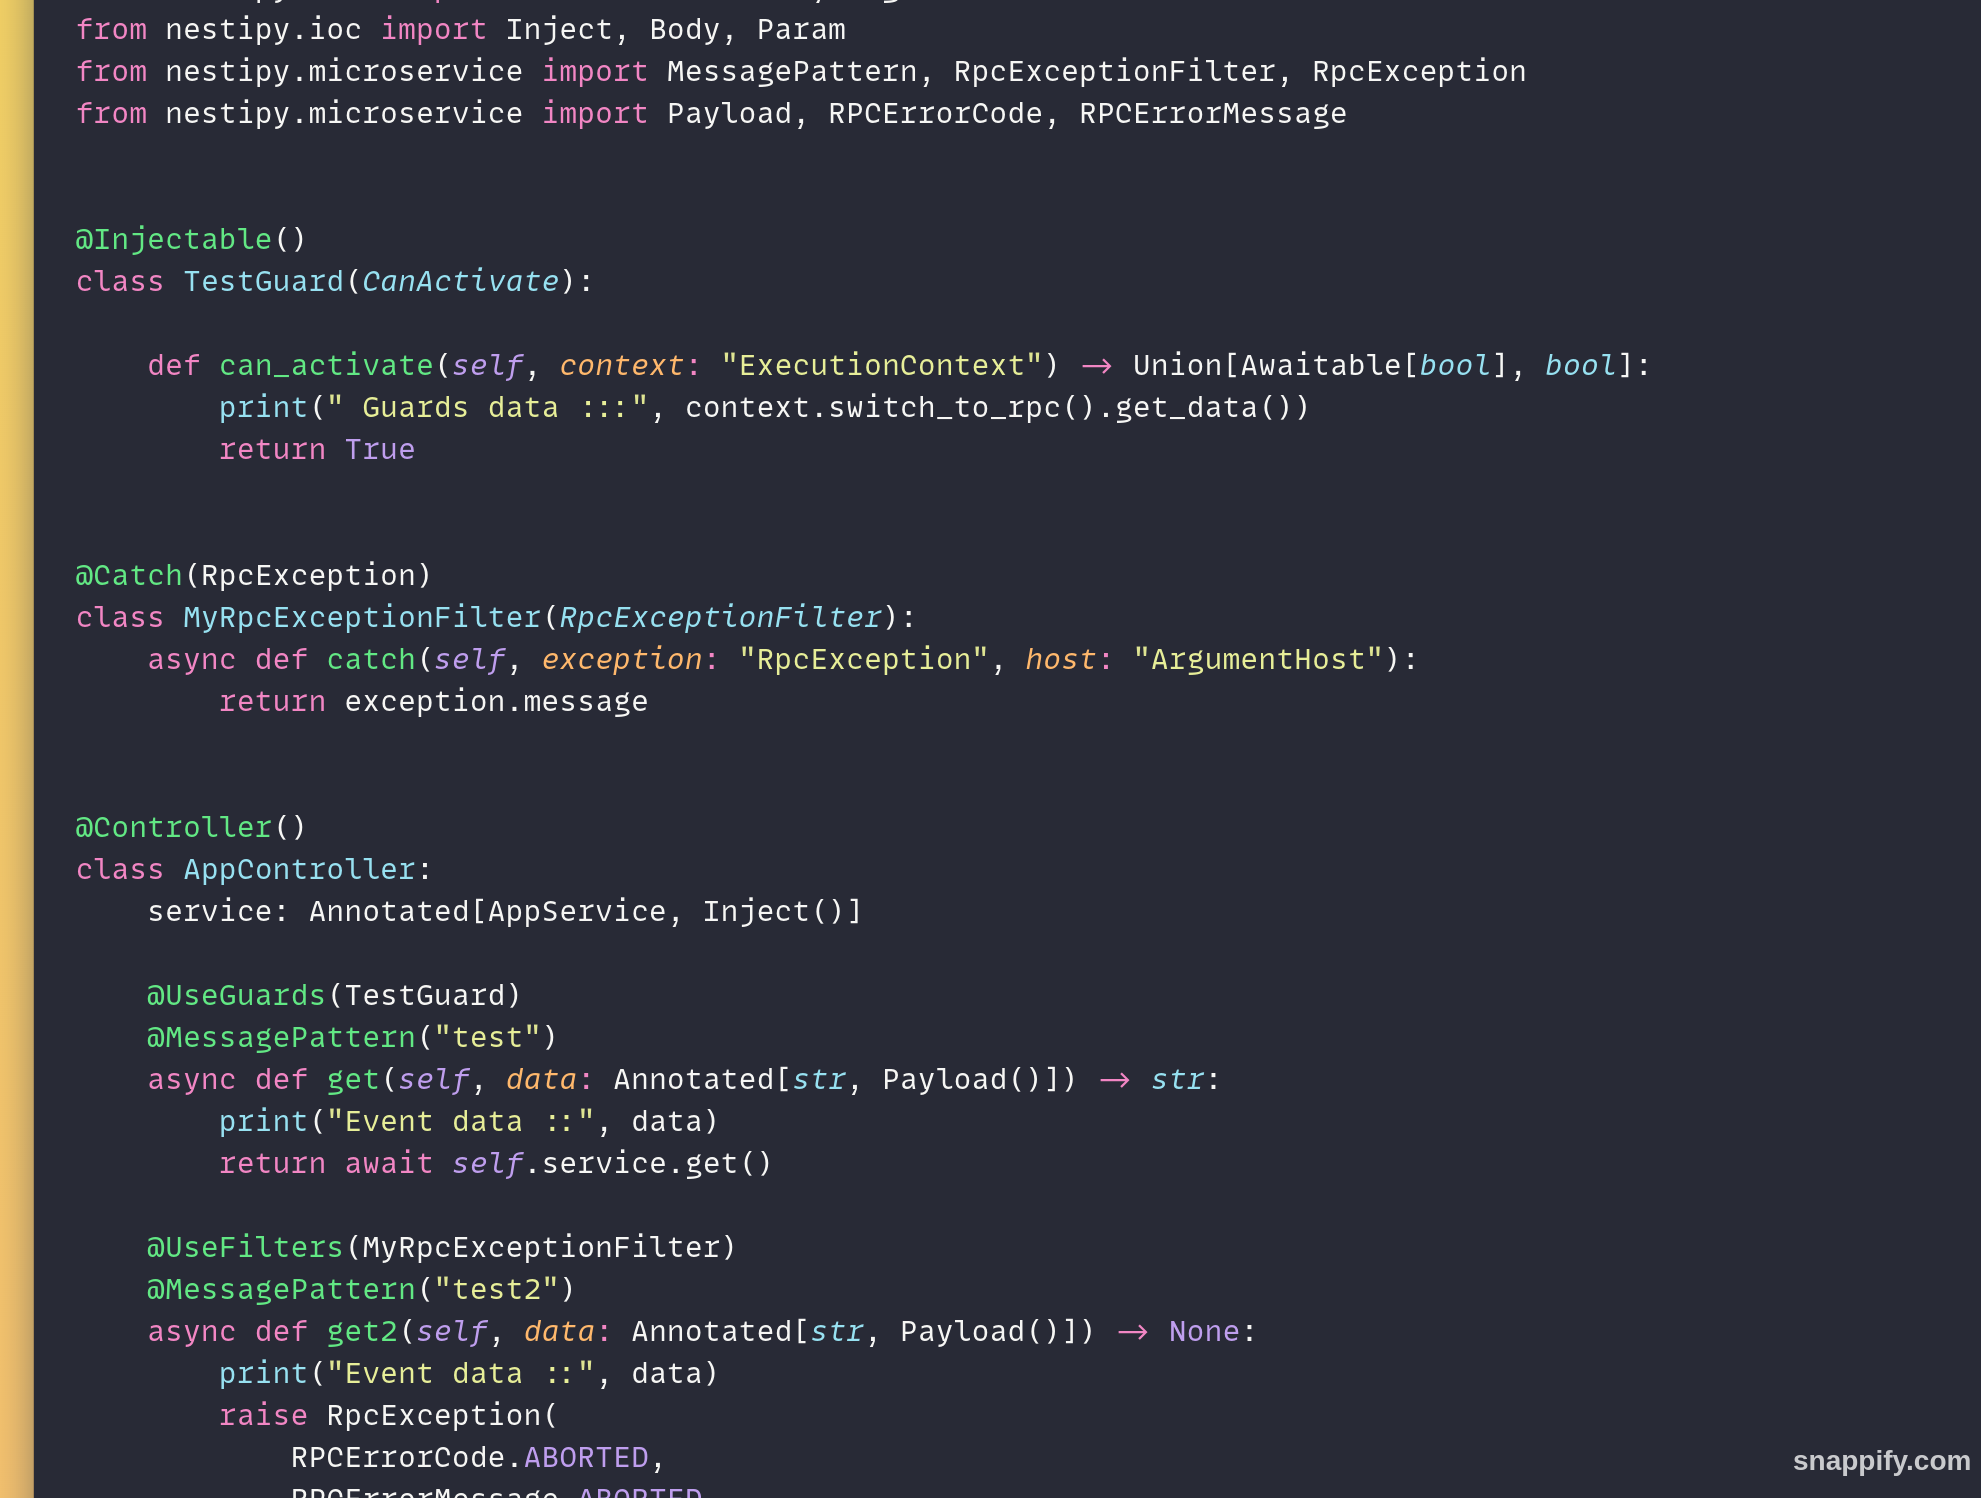 from nestipy.ioc import Inject, Body, Param
from nestipy.microservice import MessagePattern, RpcExceptionFilter, RpcException
from nestipy.microservice import Payload, RPCErrorCode, RPCErrorMessage
@Injectable()
class TestGuard(CanActivate):
    def can_activate(self, context: "ExecutionContext") -> Union[Awaitable[bool], bool]:
        print(" Guards data :::", context.switch_to_rpc().get_data())
        return True
@Catch(RpcException)
class MyRpcExceptionFilter(RpcExceptionFilter):
    async def catch(self, exception: "RpcException", host: "ArgumentHost"):
        return exception.message
@Controller()
class AppController:
    service: Annotated[AppService, Inject()]
    @UseGuards(TestGuard)
    @MessagePattern("test")
    async def get(self, data: Annotated[str, Payload()]) -> str:
        print("Event data ::", data)
        return await self.service.get()
    @UseFilters(MyRpcExceptionFilter)
    @MessagePattern("test2")
    async def get2(self, data: Annotated[str, Payload()]) -> None:
        print("Event data ::", data)
        raise RpcException(
            RPCErrorCode.ABORTED,
            RPCErrorMessage.ABORTED
snappify.com